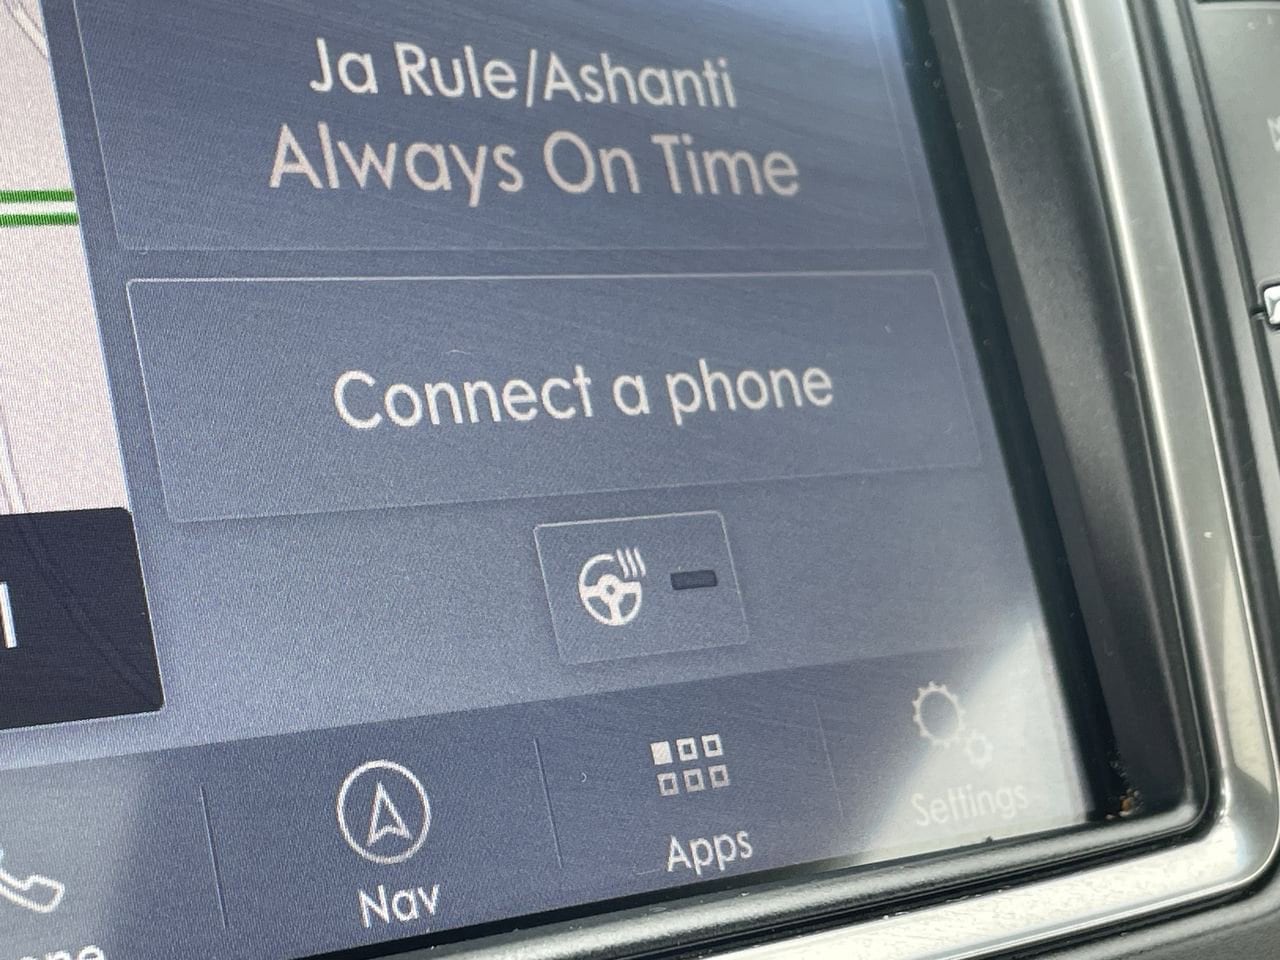 Ja Rule/Ashanti
Always On Time
Connect a phone
Nav
Apps
Settings